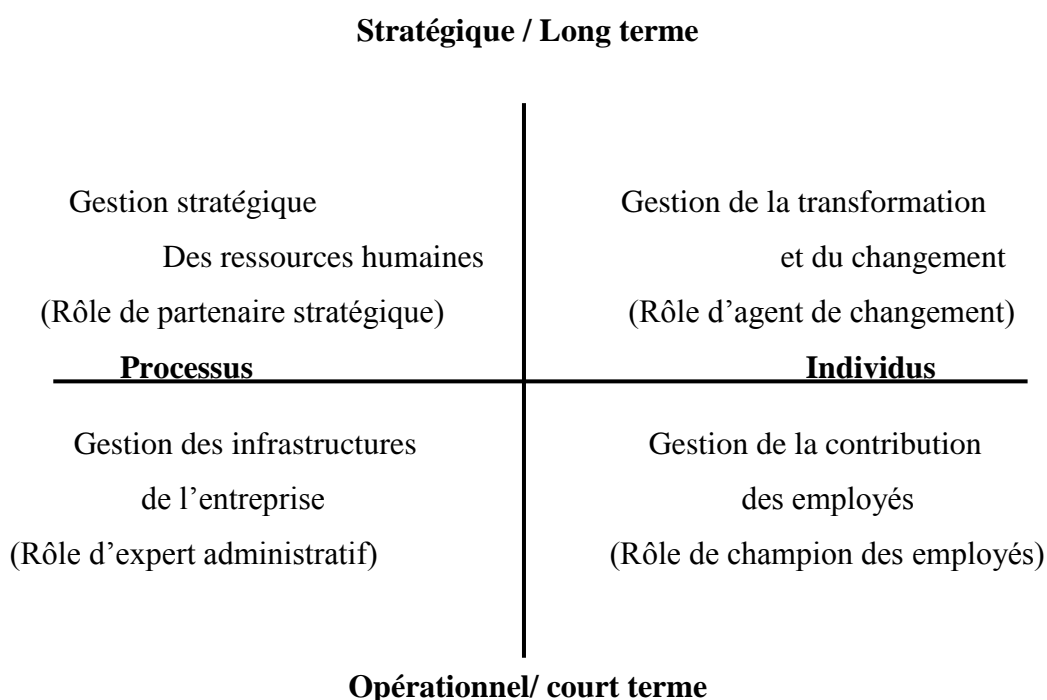 Stratégique / Long terme
Gestion stratégique
Des ressources humaines
(Rôle de partenaire stratégique)
Gestion de la transformation
et du changement
(Rôle d’agent de changement)
Processus
Individus
Gestion des infrastructures
de l’entreprise
(Rôle d’expert administratif)
Gestion de la contribution
des employés
(Rôle de champion des employés)
Opérationnel/ court terme